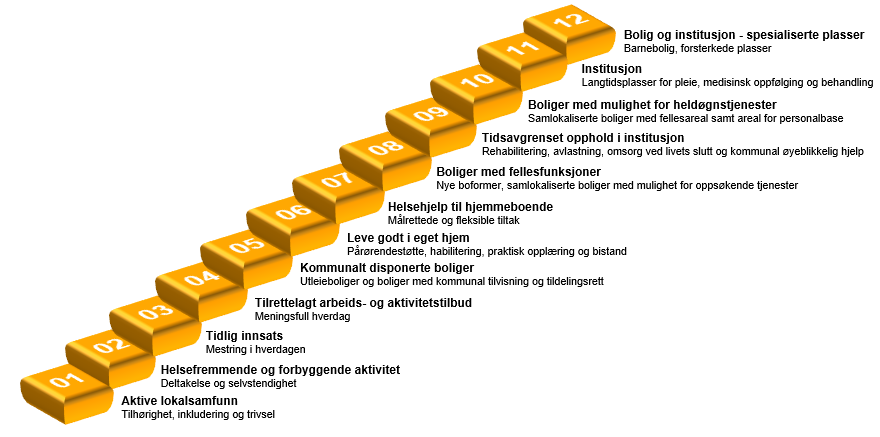 12
Bolig og institusjon - spesialiserte plasser
Barnebolig, forsterkede plasser
11
Institusjon
Langtidsplasser for pleie, medisinsk oppfølging og behandling
10
Boliger med mulighet for heldøgnstjenester
Samlokaliserte boliger med fellesareal samt areal for personalbase
09
Tidsavgrenset opphold i institusjon
Rehabilitering, avlastning, omsorg ved livets slutt og kommunal øyeblikkelig hjelp
08
Boliger med fellesfunksjoner
Nye boformer, samlokaliserte boliger med mulighet for oppsøkende tjenester
07
Helsehjelp til hjemmeboende
Målrettede og fleksible tiltak
06
Leve godt i eget hjem
Pårørendestøtte, habilitering, praktisk opplæring og bistand
05
Kommunalt disponerte boliger
Utleieboliger og boliger med kommunal tilvisning og tildelingsrett
04
Tilrettelagt arbeids- og aktivitetstilbud
Meningsfull hverdag
03
Tidlig innsats
Mestring i hverdagen
02
Helsefremmende og forbyggende aktivitet
Deltakelse og selvstendighet
01
Aktive lokalsamfunn
Tilhørighet, inkludering og trivsel